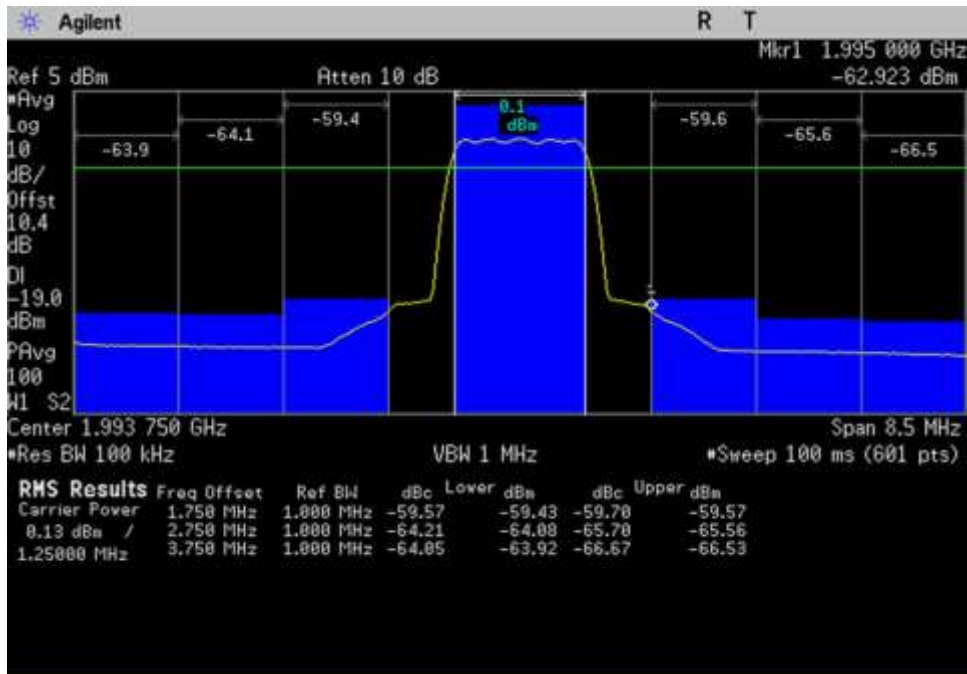 Agilent R T
Mkr1 1.995 000 GHz
Ref 5 dBm Atten 10 dB -62.923 dBm
#Avg
Log
10
dB/
Offst
10.4
dB
DI
-19.0
dBm
PAvg
100
W1 S2
-63.9 -64.1 -59.4 0.1 -59.6 -65.6 -66.5
dBm
1
Center 1.993 750 GHz Span 8.5 MHz
#Res BW 100 kHz VBW 1 MHz #Sweep 100 ms (601 pts)
RMS Results Freq Offset Ref BW dBc Lower dBm dBc Upper dBm
Carrier Power 1.750 MHz 1.000 MHz -59.57 -59.43 -59.70 -59.57
0.13 dBm / 2.750 MHz 1.000 MHz -64.21 -64.08 -65.70 -65.56
1.25000 MHz 3.750 MHz 1.000 MHz -64.05 -63.92 -66.67 -66.53